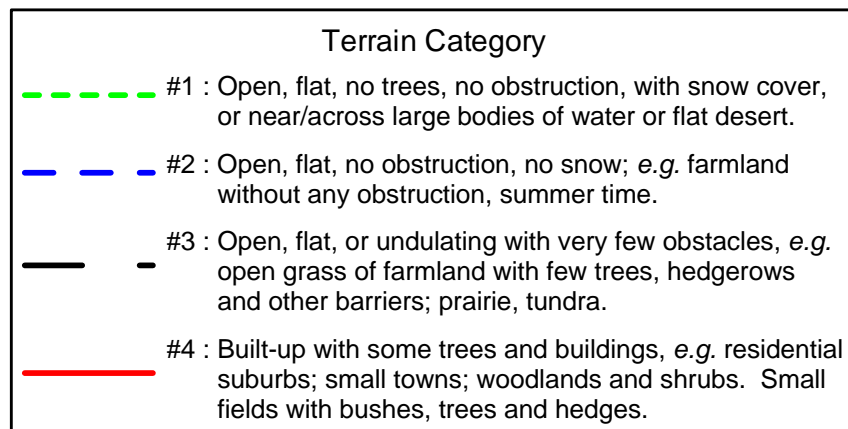 Terrain Category
#1 : Open, flat, no trees, no obstruction, with snow cover,
or near/across large bodies of water or flat desert.
#2 : Open, flat, no obstruction, no snow; e.g. farmland
without any obstruction, summer time.
#3 : Open, flat, or undulating with very few obstacles, e.g.
open grass of farmland with few trees, hedgerows
and other barriers; prairie, tundra.
#4 : Built-up with some trees and buildings, e.g. residential
suburbs; small towns; woodlands and shrubs. Small
fields with bushes, trees and hedges.